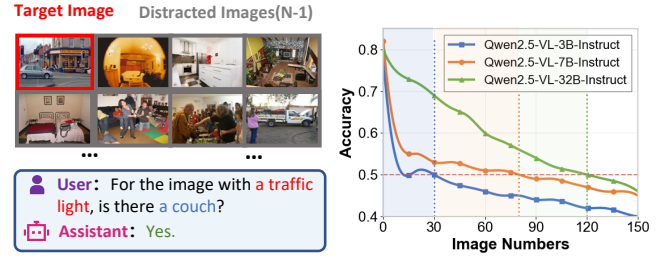 Target Image Distracted Images(N-1)
... ...
User: For the image with a traffic
light, is there a couch?
Assistant: Yes.
Accuracy
0.8
0.7
0.6
0.5
0.4
Qwen2.5-VL-3B-Instruct
Qwen2.5-VL-7B-Instruct
Qwen2.5-VL-32B-Instruct
0 30 60 90 120 150
Image Numbers